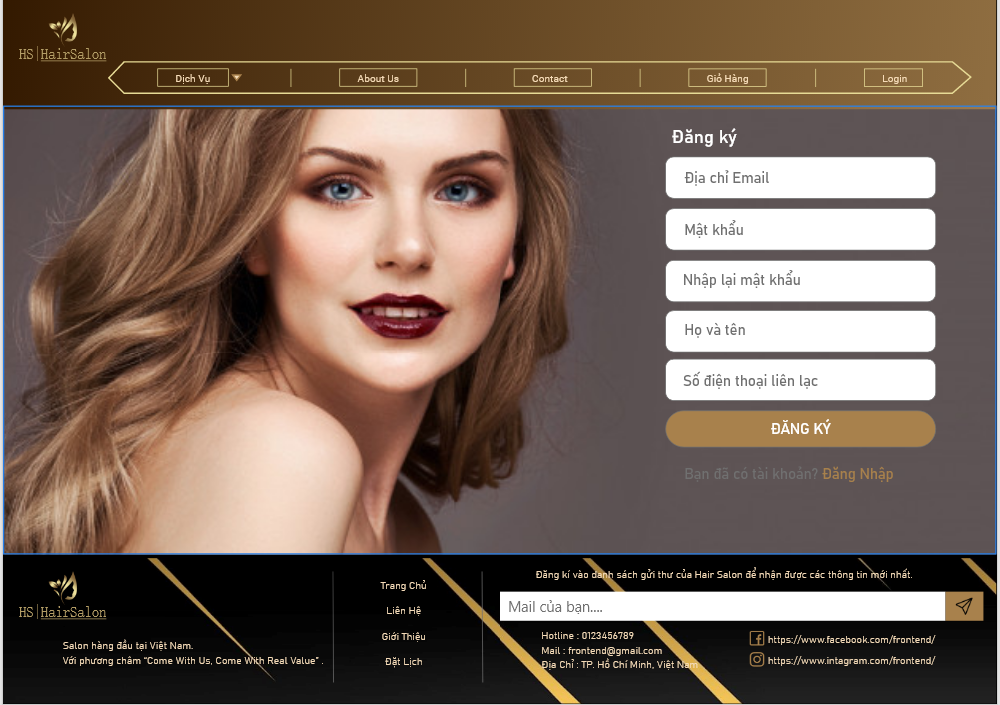 HS|HairSalon
Dịch Vụ
About Us
Contact
Giỏ Hàng
Login
Đăng ký
Địa chỉ Email
Mật khẩu
Nhập lại mật khẩu
Họ và tên
Số điện thoại liên lạc
ĐĂNG KÝ
Bạn đã có tài khoản? Đăng Nhập
HS|HairSalon
Salon hàng đầu tại Việt Nam.
Với phương châm “Come With Us, Come With Real Value” .
Trang Chủ
Liên Hệ
Giới Thiệu
Đặt Lịch
Đăng kí vào danh sách gửi thư của Hair Salon để nhận được các thông tin mới nhất.
Mail của bạn....
Hotline : 0123456789
Mail : frontend@gmail.com
Địa Chỉ : TP. Hồ Chí Minh, Việt Nam
https://www.facebook.com/frontend/
https://www.intagram.com/frontend/